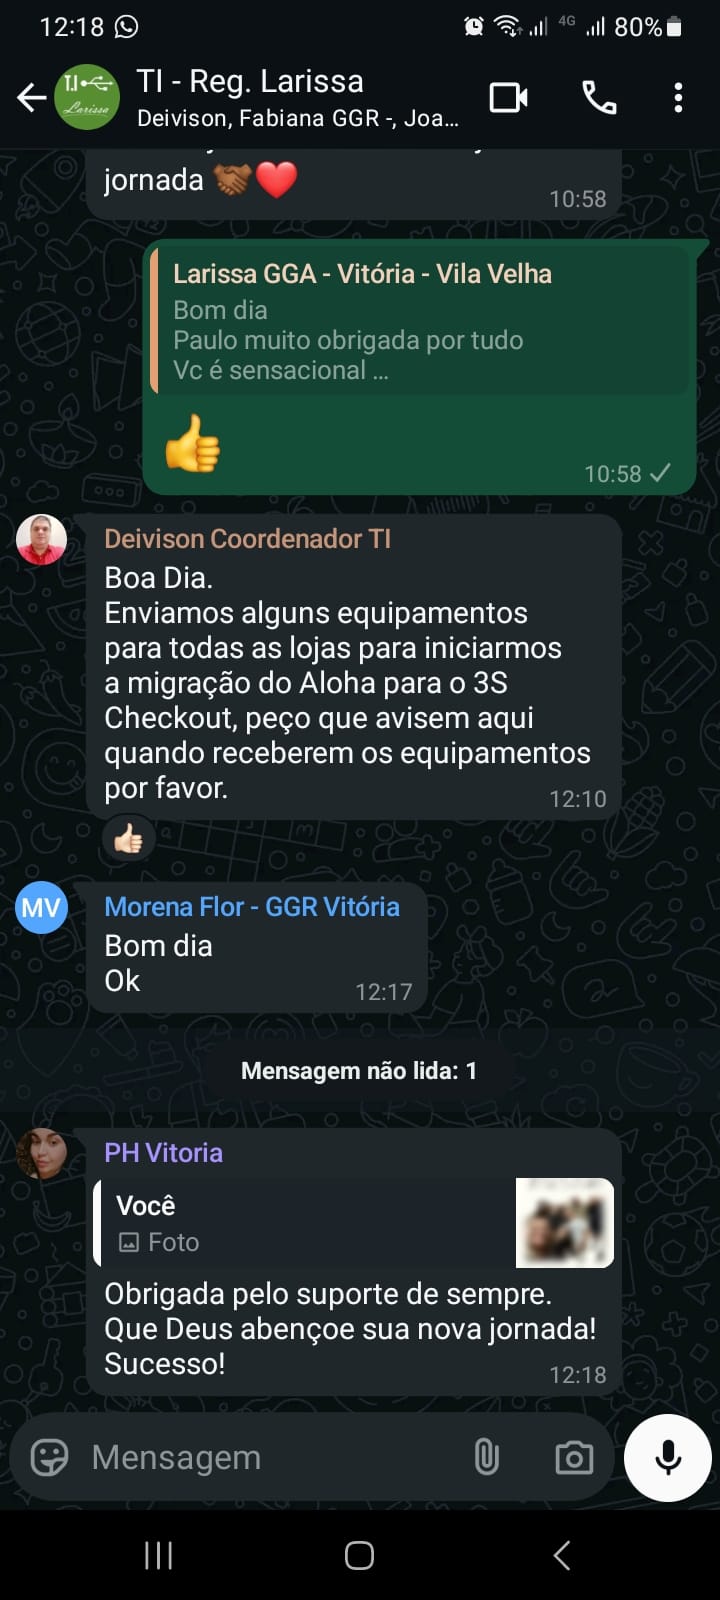 12:18
4G
80%
T.I
Larissa
TI - Reg. Larissa
Deivison, Fabiana GGR -, Joa...
jornada 🤝🏾❤️
10:58
Larissa GGA - Vitória - Vila Velha
Bom dia
Paulo muito obrigada por tudo
Vc é sensacional ...
👍
10:58
Deivison Coordenador TI
Boa Dia.
Enviamos alguns equipamentos
para todas as lojas para iniciarmos
a migração do Aloha para o 3S
Checkout, peço que avisem aqui
quando receberem os equipamentos
por favor.
12:10
👍🏻
MV
Morena Flor - GGR Vitória
Bom dia
Ok
12:17
Mensagem não lida: 1
PH Vitoria
Você
Foto
Obrigada pelo suporte de sempre.
Que Deus abençoe sua nova jornada!
Sucesso!
12:18
Mensagem